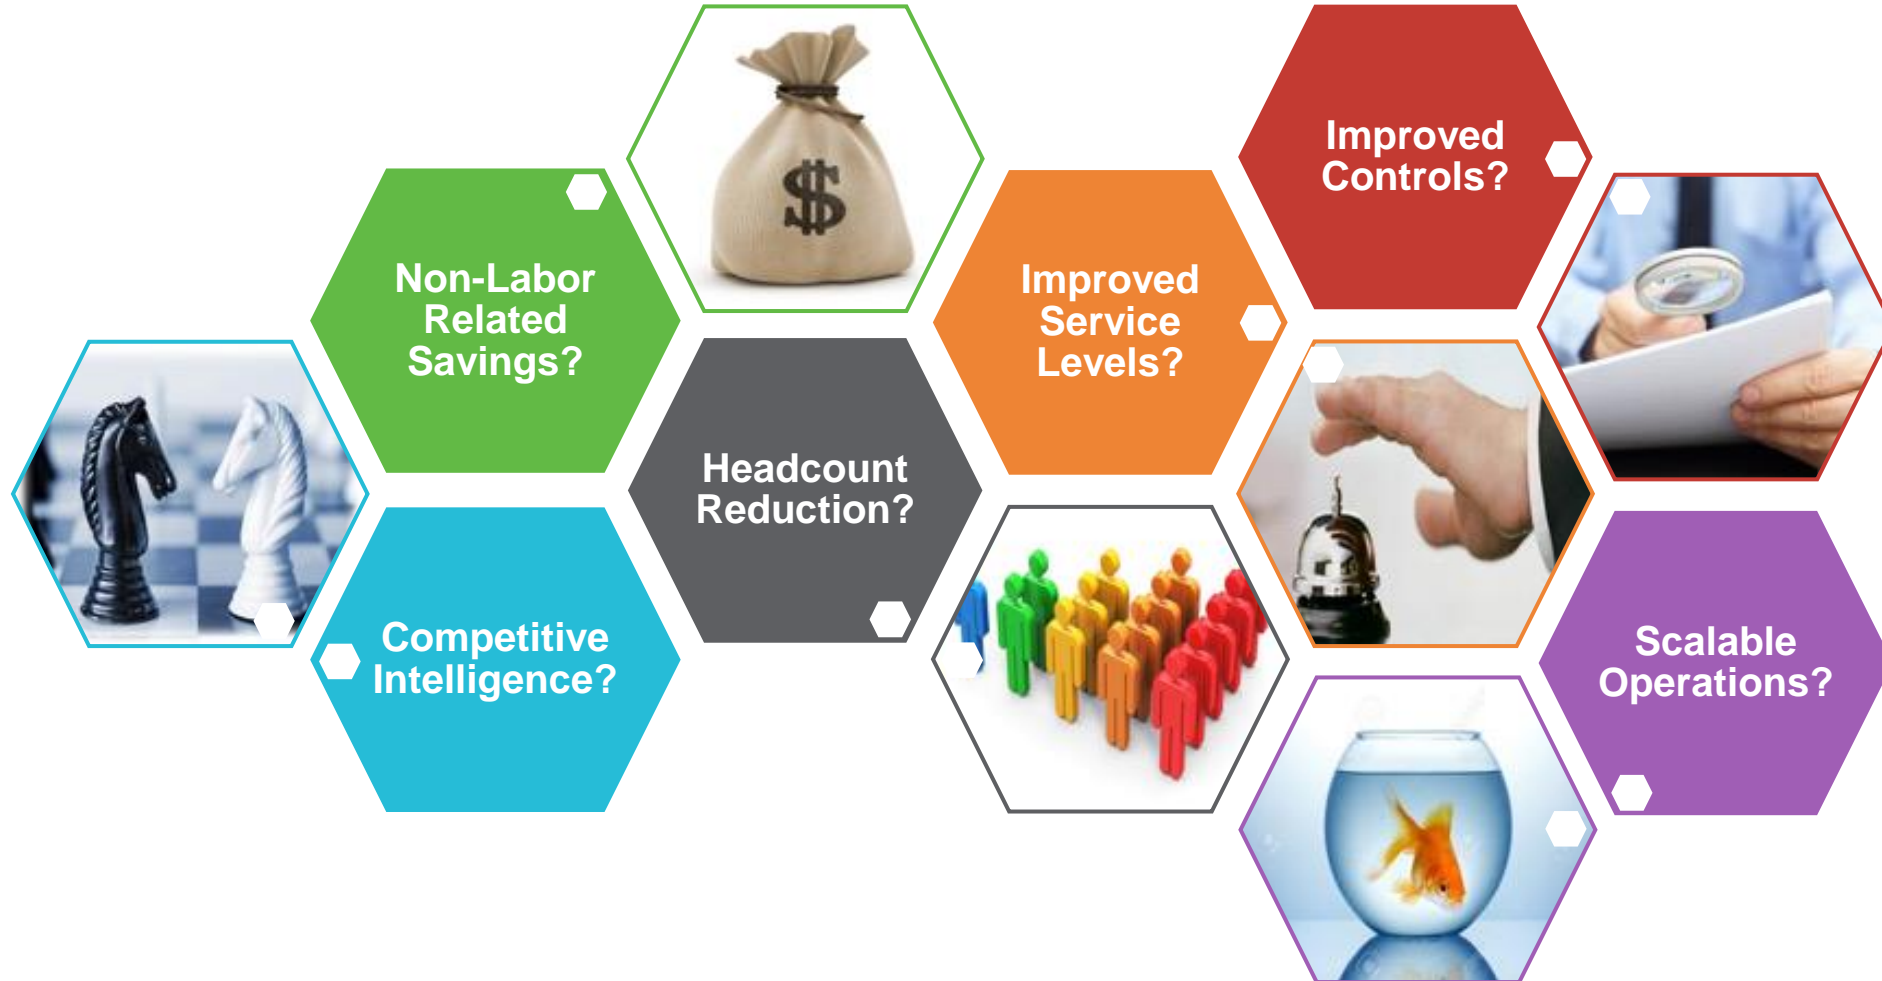 Non-Labor
Related
Savings?
$
Competitive
Intelligence?
Headcount
Reduction?
Improved
Service
Levels?
Improved
Controls?
Scalable
Operations?